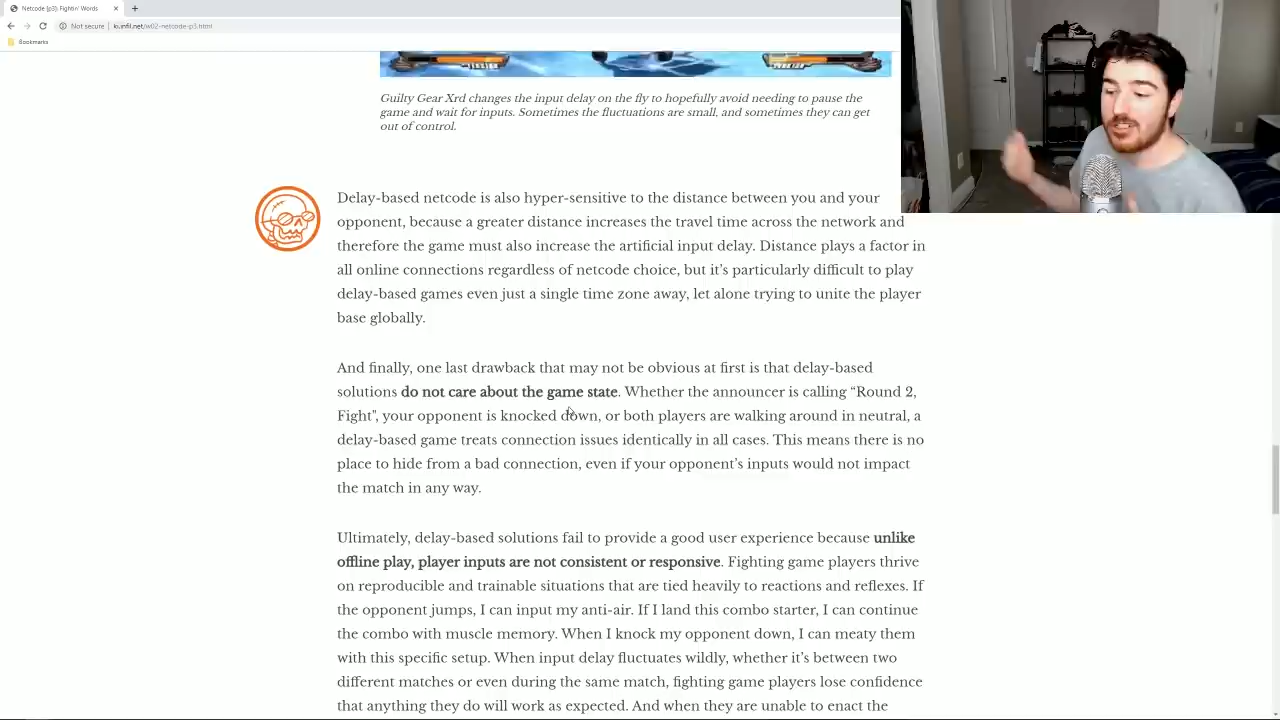 Netcode [p3]: Fightin' Words
Not secure
ki.infil.net/w02-netcode-p3.html
Bookmarks
Guilty Gear Xrd changes the input delay on the fly to hopefully avoid needing to pause the
game and wait for inputs. Sometimes the fluctuations are small, and sometimes they can get
out of control.
Delay-based netcode is also hyper-sensitive to the distance between you and your
opponent, because a greater distance increases the travel time across the network and
therefore the game must also increase the artificial input delay. Distance plays a factor in
all online connections regardless of netcode choice, but it's particularly difficult to play
delay-based games even just a single time zone away, let alone trying to unite the player
base globally.
And finally, one last drawback that may not be obvious at first is that delay-based
solutions do not care about the game state. Whether the announcer is calling “Round 2,
Fight", your opponent is knocked down, or both players are walking around in neutral, a
delay-based game treats connection issues identically in all cases. This means there is no
place to hide from a bad connection, even if your opponent's inputs would not impact
the match in any way.
Ultimately, delay-based solutions fail to provide a good user experience because unlike
offline play, player inputs are not consistent or responsive. Fighting game players thrive
on reproducible and trainable situations that are tied heavily to reactions and reflexes. If
the opponent jumps, I can input my anti-air. If I land this combo starter, I can continue
the combo with muscle memory. When I knock my opponent down, I can meaty them
with this specific setup. When input delay fluctuates wildly, whether it's between two
different matches or even during the same match, fighting game players lose confidence
that anything they do will work as expected. And when they are unable to enact the